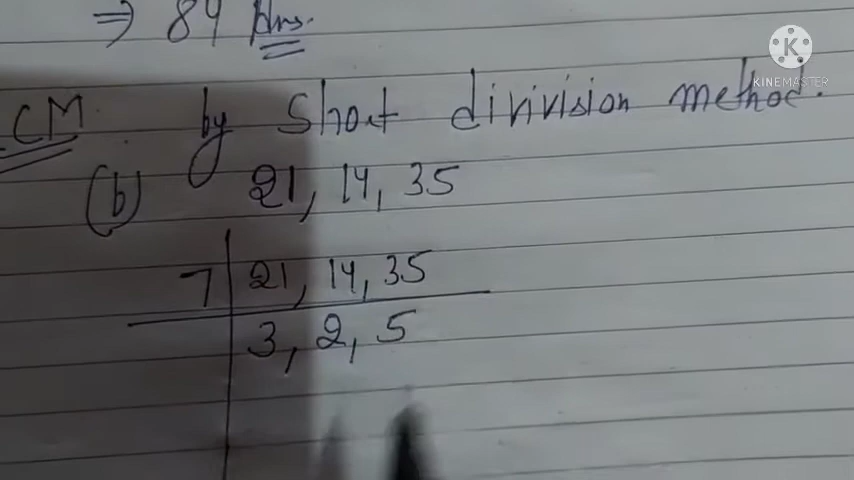 ⇒ 84 Ans.
K
KINEMASTER
LCM by Short divivision method.
(b) 21, 14, 35
7 21, 14, 35
3, 2, 5